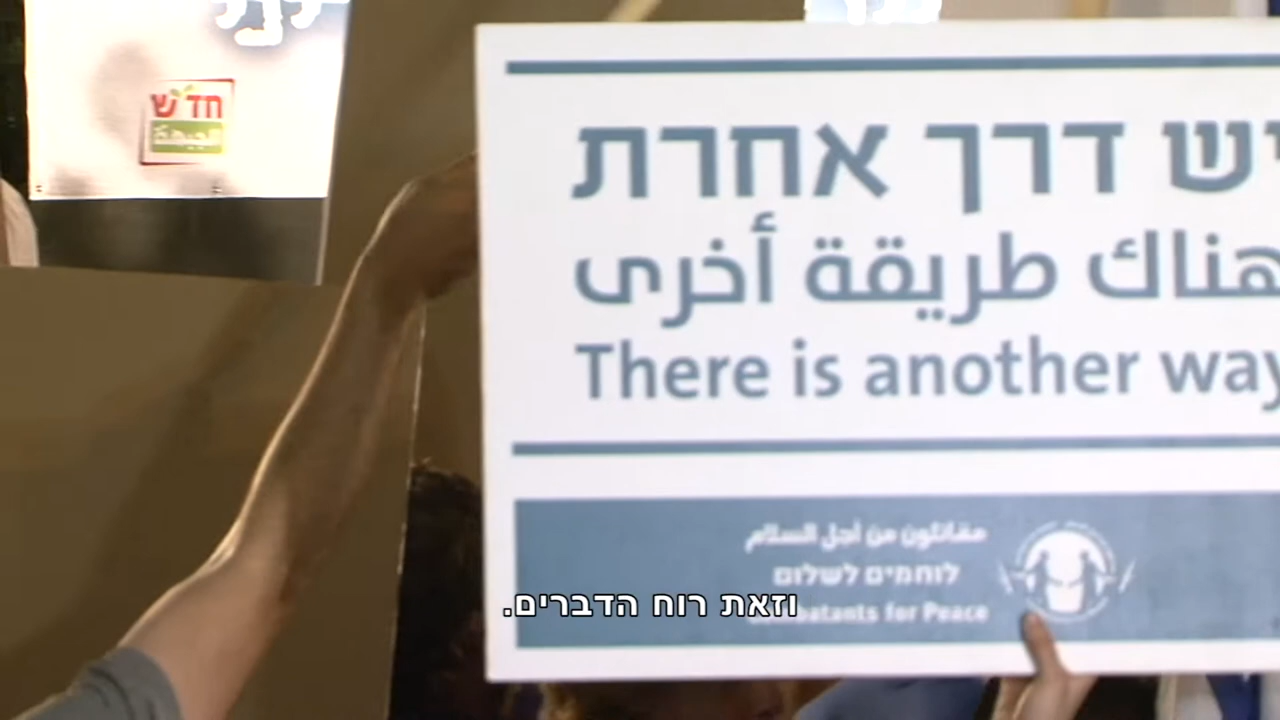 חד״ש
الجبهة
יש דרך אחרת
هناك طريقة أخرى
There is another way
مقاتلون من أجل السلام
לוחמים לשלום
for Peace
וזאת רוח הדברים.